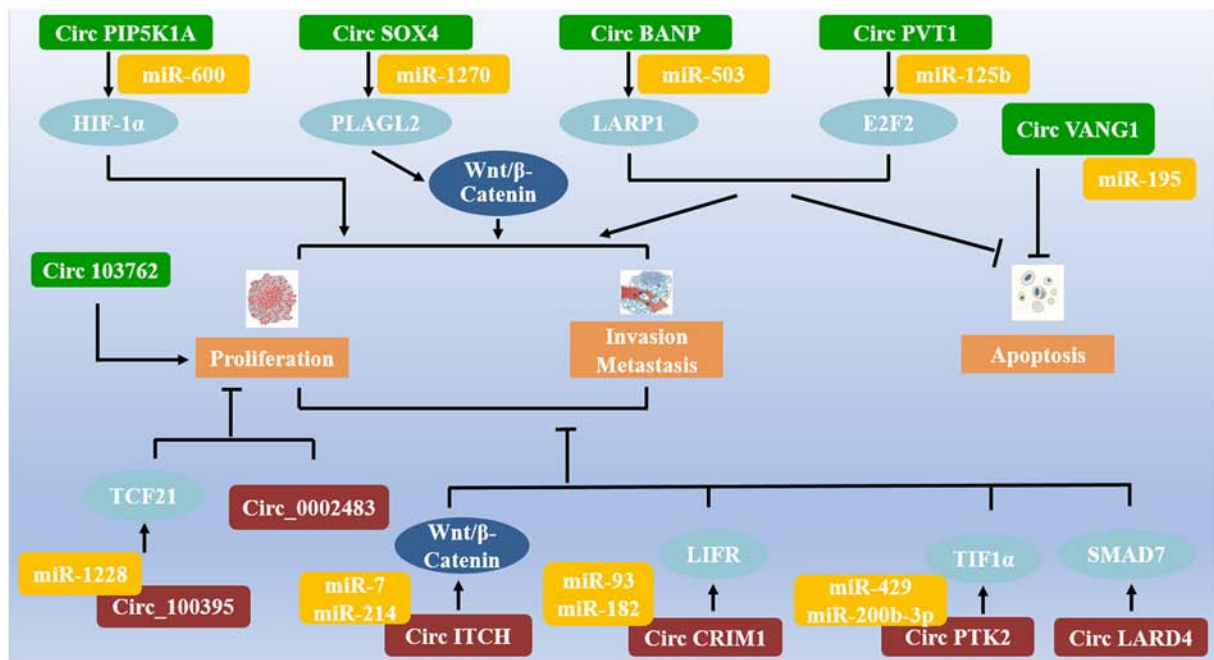 Circ PIP5K1A
miR-600
HIF-1α
Circ SOX4
miR-1270
PLAGL2
Wnt/β-
Catenin
Circ BANP
miR-503
LARP1
Circ PVT1
miR-125b
E2F2
Circ VANG1
miR-195
Circ 103762
Proliferation
Invasion
Metastasis
Apoptosis
TCF21
miR-1228
Circ_100395
Circ_0002483
Wnt/β-
Catenin
miR-7
miR-214
Circ ITCH
LIFR
miR-93
miR-182
Circ CRIM1
TIF1α
miR-429
miR-200b-3p
Circ PTK2
SMAD7
Circ LARD4